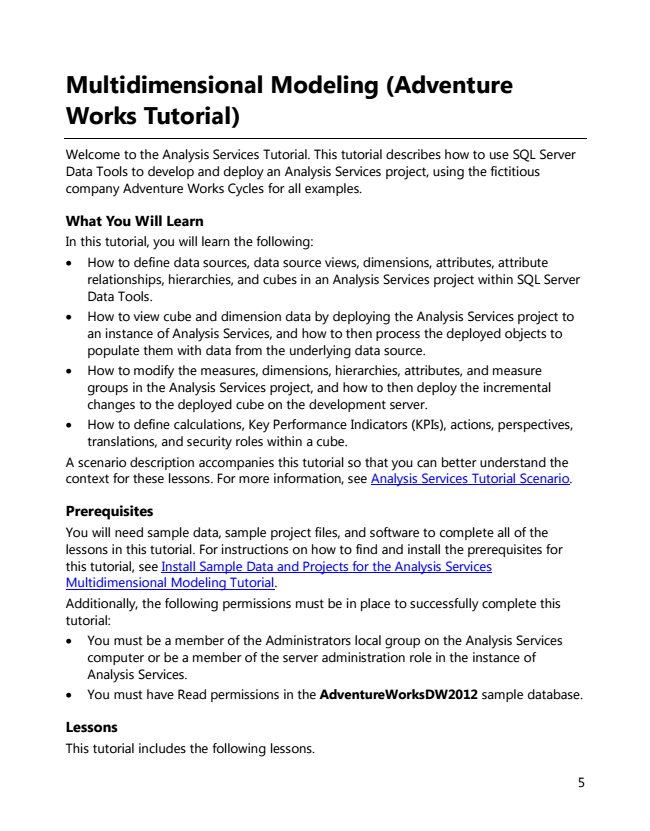 Multidimensional Modeling (Adventure
Works Tutorial)
Welcome to the Analysis Services Tutorial. This tutorial describes how to use SQL Server
Data Tools to develop and deploy an Analysis Services project, using the fictitious
company Adventure Works Cycles for all examples.
What You Will Learn
In this tutorial, you will learn the following:
• How to define data sources, data source views, dimensions, attributes, attribute
relationships, hierarchies, and cubes in an Analysis Services project within SQL Server
Data Tools.
• How to view cube and dimension data by deploying the Analysis Services project to
an instance of Analysis Services, and how to then process the deployed objects to
populate them with data from the underlying data source.
• How to modify the measures, dimensions, hierarchies, attributes, and measure
groups in the Analysis Services project, and how to then deploy the incremental
changes to the deployed cube on the development server.
• How to define calculations, Key Performance Indicators (KPIs), actions, perspectives,
translations, and security roles within a cube.
A scenario description accompanies this tutorial so that you can better understand the
context for these lessons. For more information, see Analysis Services Tutorial Scenario.
Prerequisites
You will need sample data, sample project files, and software to complete all of the
lessons in this tutorial. For instructions on how to find and install the prerequisites for
this tutorial, see Install Sample Data and Projects for the Analysis Services
Multidimensional Modeling Tutorial.
Additionally, the following permissions must be in place to successfully complete this
tutorial:
• You must be a member of the Administrators local group on the Analysis Services
computer or be a member of the server administration role in the instance of
Analysis Services.
• You must have Read permissions in the AdventureWorksDW2012 sample database.
Lessons
This tutorial includes the following lessons.
5